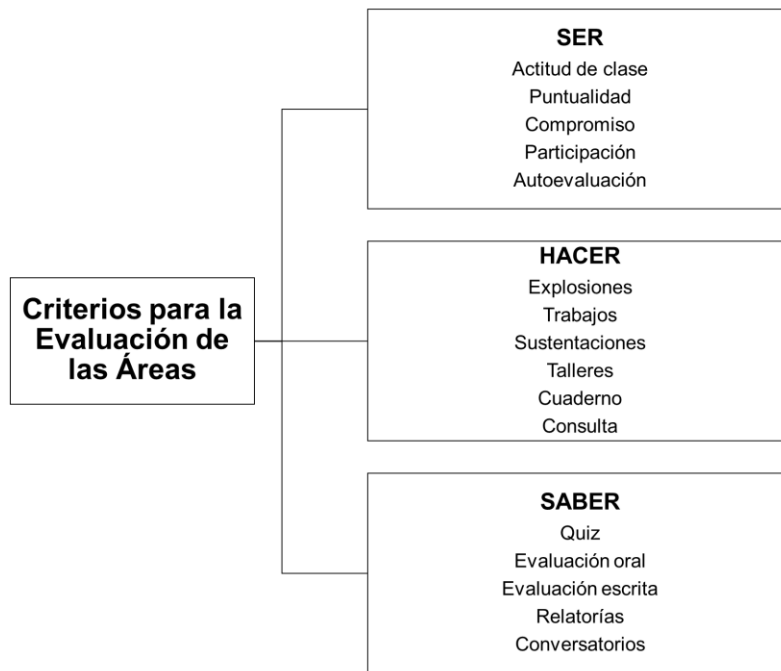 Criterios para la
Evaluación de
las Áreas
SER
Actitud de clase
Puntualidad
Compromiso
Participación
Autoevaluación
HACER
Explosiones
Trabajos
Sustentaciones
Talleres
Cuaderno
Consulta
SABER
Quiz
Evaluación oral
Evaluación escrita
Relatorías
Conversatorios